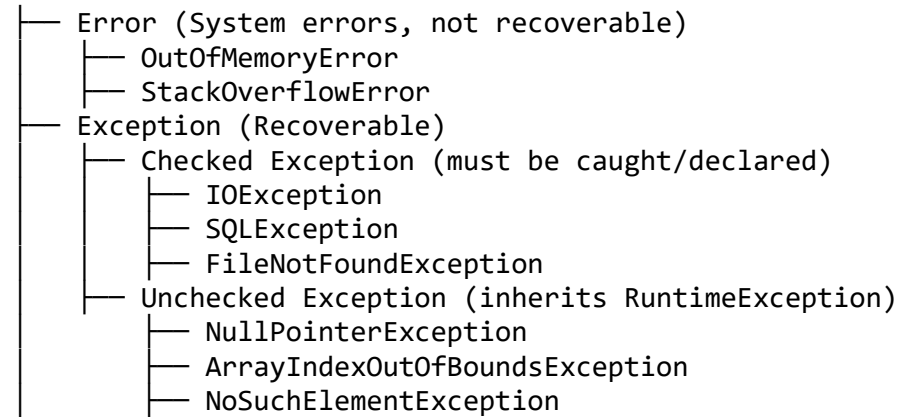 ├── Error (System errors, not recoverable)
│   ├── OutOfMemoryError
│   ├── StackOverflowError
├── Exception (Recoverable)
│   ├── Checked Exception (must be caught/declared)
│   │   ├── IOException
│   │   ├── SQLException
│   │   ├── FileNotFoundException
│   ├── Unchecked Exception (inherits RuntimeException)
│       ├── NullPointerException
│       ├── ArrayIndexOutOfBoundsException
│       ├── NoSuchElementException